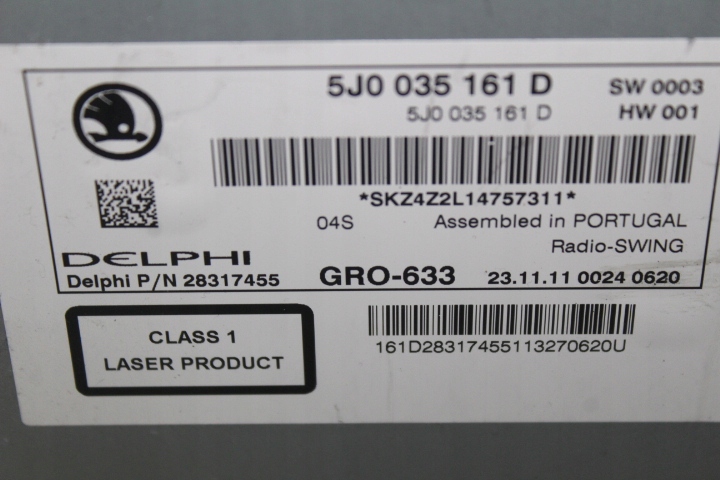 5J0 035 161 D SW 0003
5J0 035 161 D HW 001
*SKZ4Z2L14757311*
04S Assembled in PORTUGAL
Radio-SWING
DELPHI
Delphi P/N 28317455 GRO-633 23.11.11 0024 0620
CLASS 1
LASER PRODUCT
161D28317455113270620U